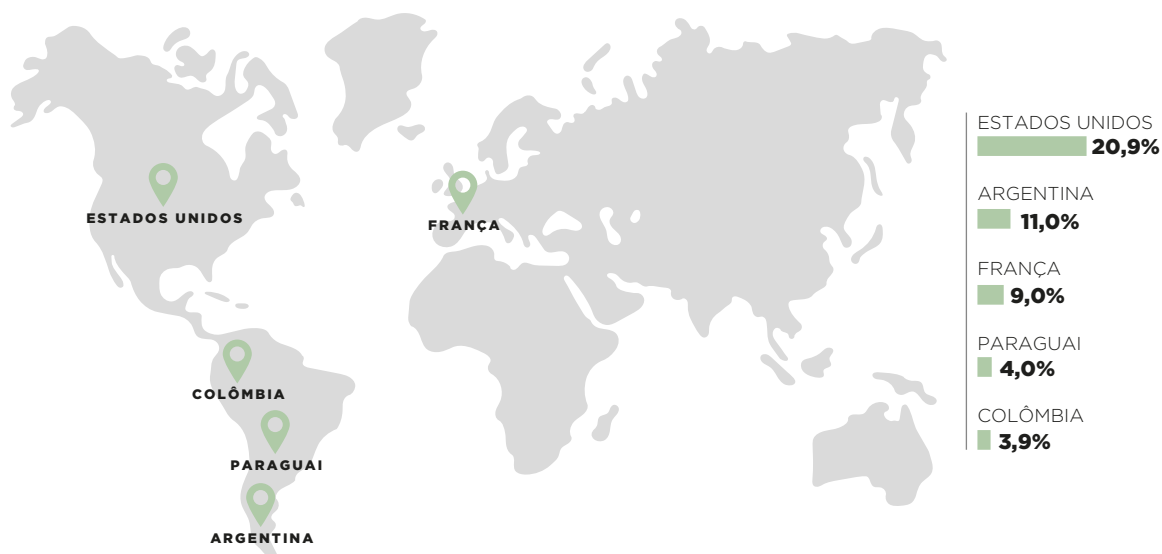 ESTADOS UNIDOS
FRANÇA
COLÔMBIA
PARAGUAI
ARGENTINA
ESTADOS UNIDOS
20,9%
ARGENTINA
11,0%
FRANÇA
9,0%
PARAGUAI
4,0%
COLÔMBIA
3,9%